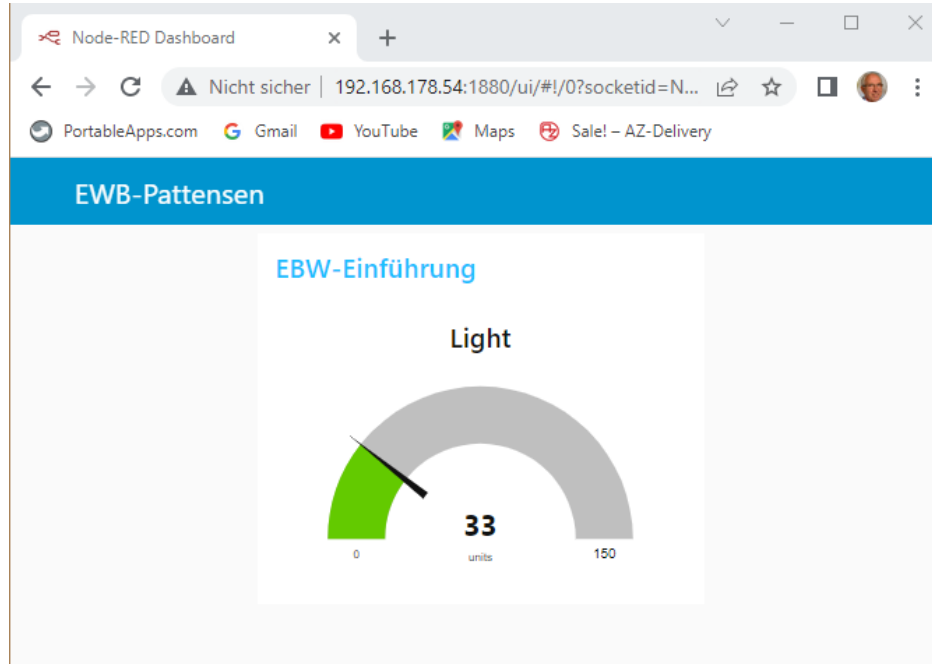 Node-RED Dashboard
Nicht sicher | 192.168.178.54:1880/ui/#!/0?socketid=N...
PortableApps.com Gmail YouTube Maps Sale! – AZ-Delivery
EWB-Pattensen
EBW-Einführung
Light
33
0 units 150